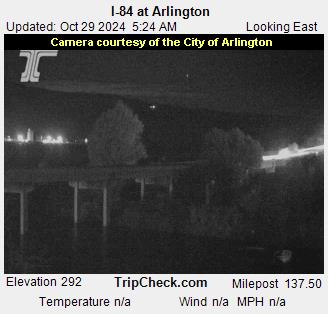 I-84 at Arlington
Updated: Oct 29 2024 5:24 AM Looking East
Camera courtesy of the City of Arlington
Elevation 292 TripCheck.com Milepost 137.50
Temperature n/a Wind n/a MPH n/a